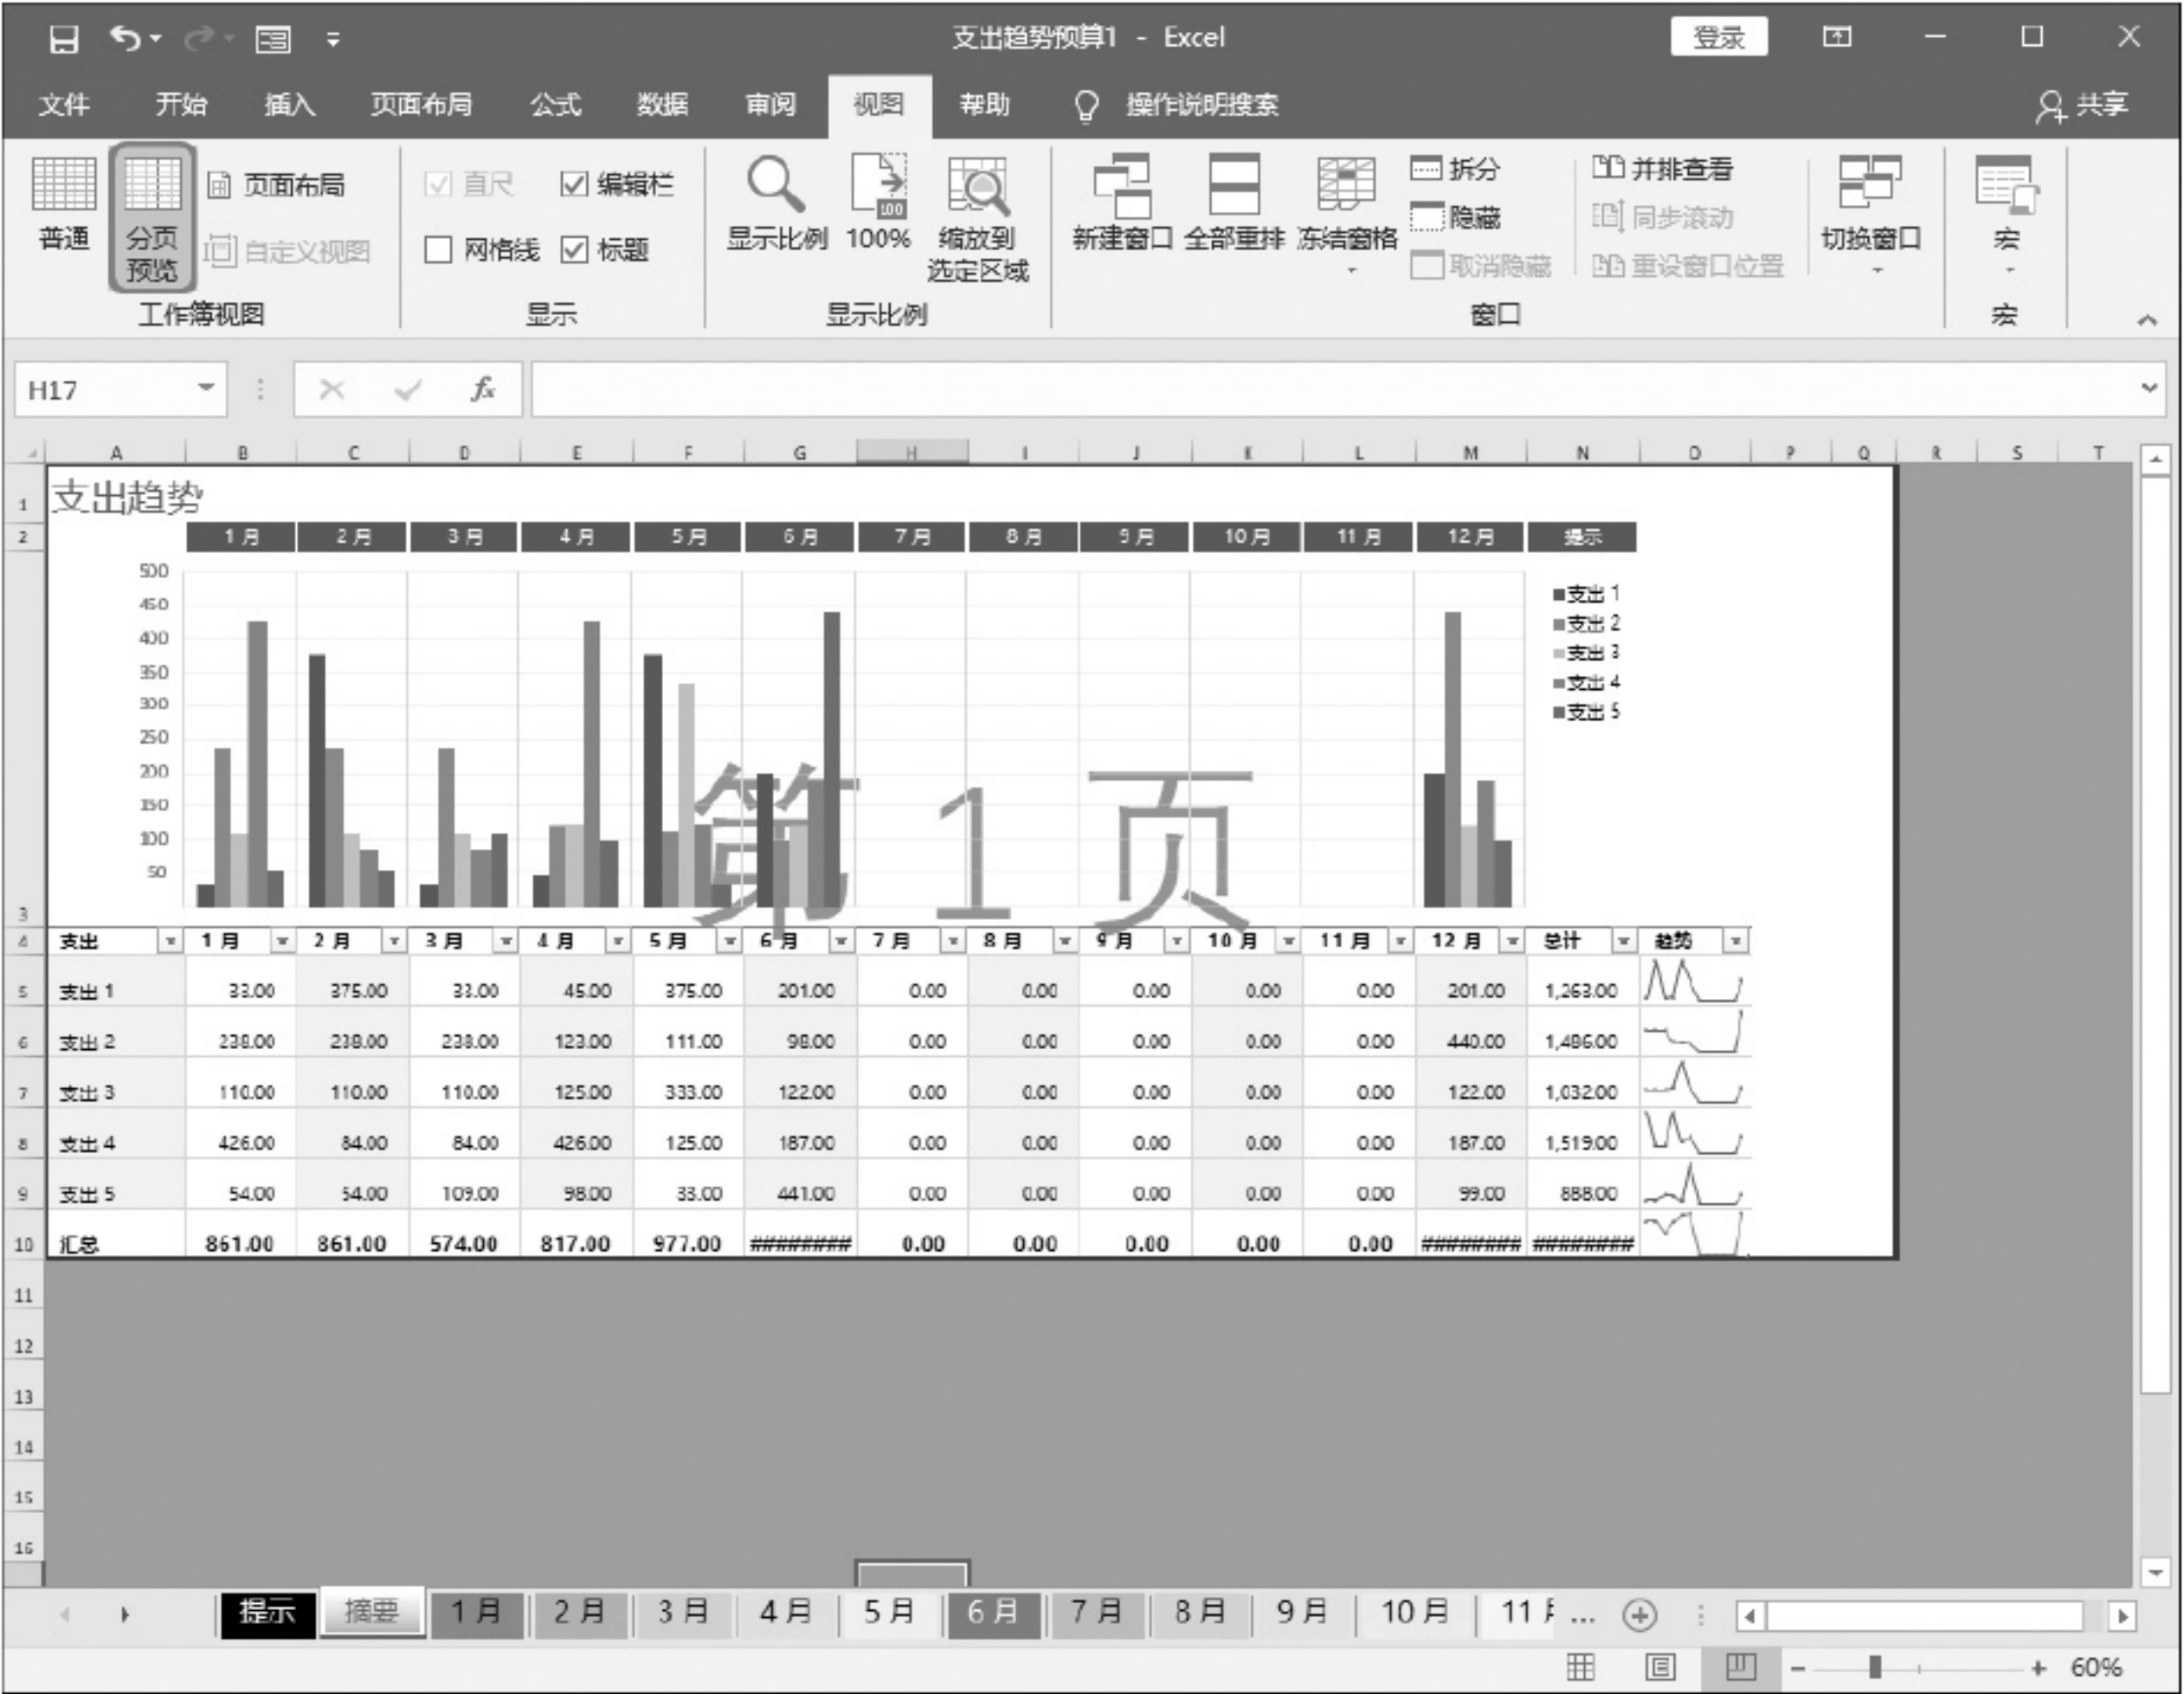 支出趋势预算1 - Excel
登录
文件 开始 插入 页面布局 公式 数据 审阅 视图 帮助 操作说明搜索 共享
普通 分页预览 页面布局 自定义视图
工作簿视图
直尺 编辑栏
网格线 标题
显示
显示比例 100% 缩放到选定区域
显示比例
新建窗口 全部重排 冻结窗格
拆分
隐藏
取消隐藏
并排查看
同步滚动
重设窗口位置
切换窗口
窗口
宏
宏
H17
fx
A B C D E F G H I J K L M N O P Q R S T
1 支出趋势
2 1月 2月 3月 4月 5月 6月 7月 8月 9月 10月 11月 12月 提示
500
450
400
350
300
250
200
150
100
50
支出 1
支出 2
支出 3
支出 4
支出 5
第 1 页
3
4 支出 1月 2月 3月 4月 5月 6月 7月 8月 9月 10月 11月 12月 总计 趋势
5 支出 1 33.00 375.00 33.00 45.00 375.00 201.00 0.00 0.00 0.00 0.00 0.00 201.00 1,263.00
6 支出 2 238.00 238.00 238.00 123.00 111.00 98.00 0.00 0.00 0.00 0.00 0.00 440.00 1,486.00
7 支出 3 110.00 110.00 110.00 125.00 333.00 122.00 0.00 0.00 0.00 0.00 0.00 122.00 1,032.00
8 支出 4 426.00 84.00 84.00 426.00 125.00 187.00 0.00 0.00 0.00 0.00 0.00 187.00 1,519.00
9 支出 5 54.00 54.00 109.00 98.00 33.00 441.00 0.00 0.00 0.00 0.00 0.00 99.00 888.00
10 汇总 861.00 861.00 574.00 817.00 977.00 ######## 0.00 0.00 0.00 0.00 0.00 ######## ########
11
12
13
14
15
16
提示 摘要 1月 2月 3月 4月 5月 6月 7月 8月 9月 10月 11 ...
60%